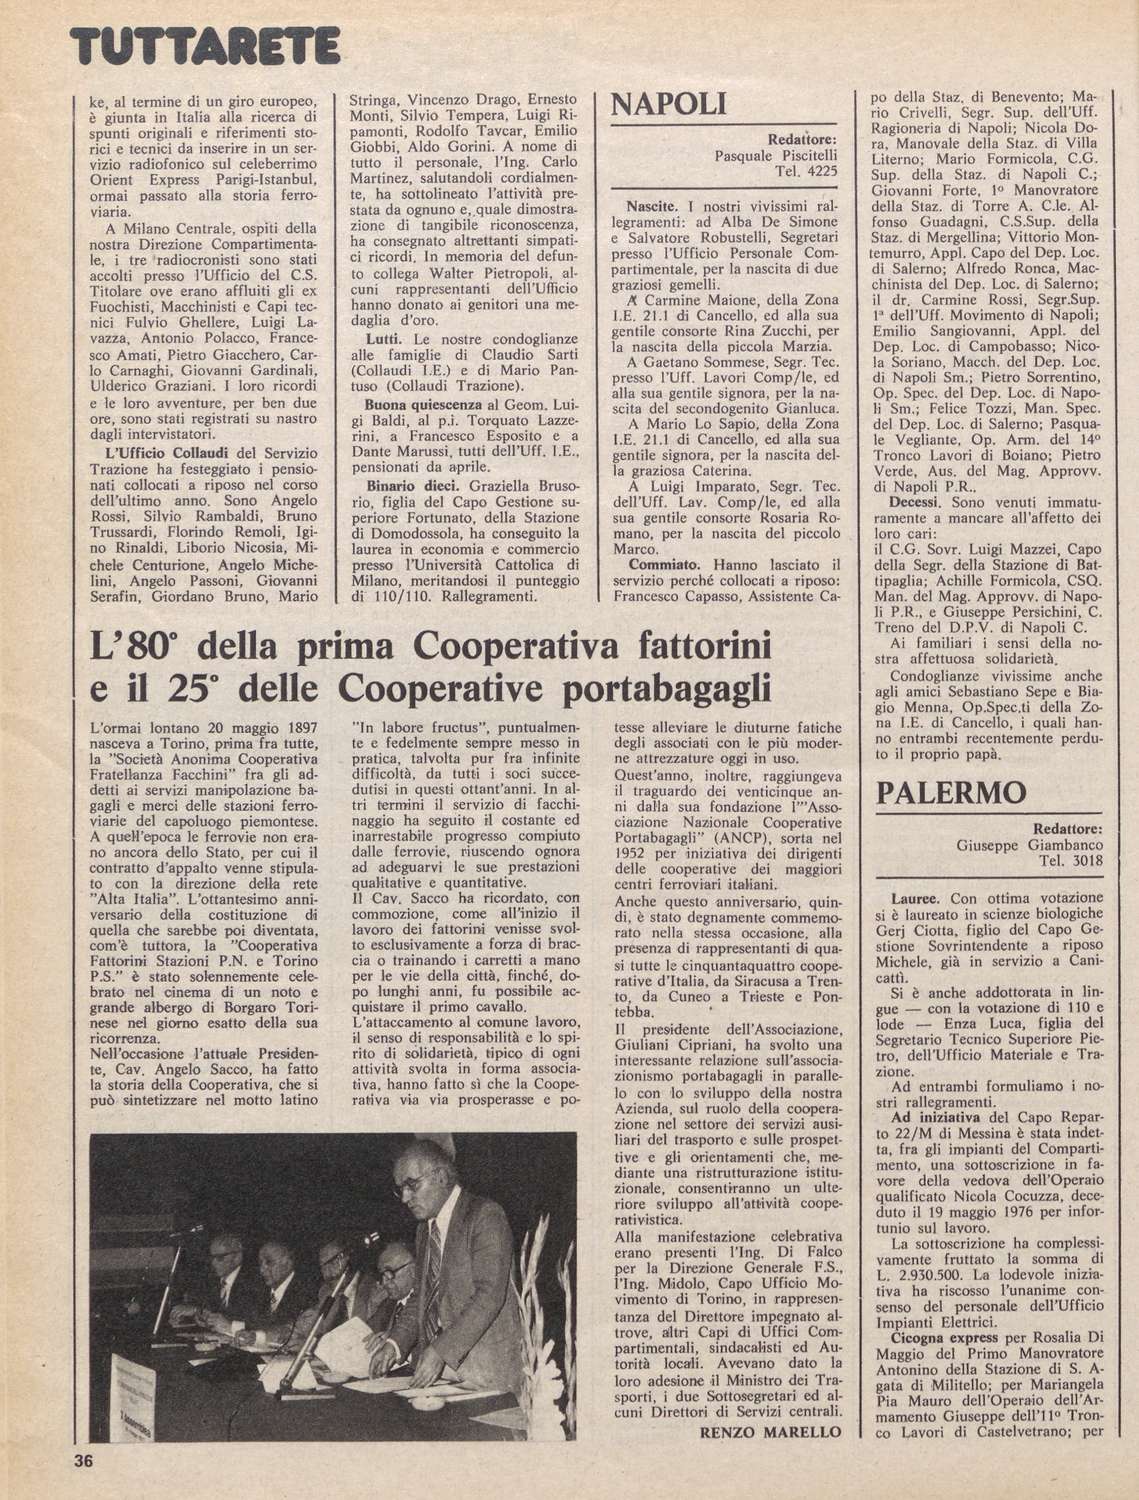 TUTTARETE
ke, al termine di un giro europeo,
è giunta in Italia alla ricerca di
spunti originali e riferimenti sto-
rici e tecnici da inserire in un ser-
vizio radiofonico sul celeberrimo
Orient Express Parigi-Istanbul,
ormai passato alla storia ferro-
viaria.
A Milano Centrale, ospiti della
nostra Direzione Compartimenta-
le, i tre radiocronisti sono stati
accolti presso l'Ufficio del C.S.
Titolare ove erano affluiti gli ex
Fuochisti, Macchinisti e Capi tec-
nici Fulvio Ghellere, Luigi La-
vazza, Antonio Polacco, France-
sco Amati, Pietro Giacchero, Car-
lo Carnaghi, Giovanni Gardinali,
Ulderico Graziani. I loro ricordi
e le loro avventure, per ben due
ore, sono stati registrati su nastro
dagli intervistatori.
L'Ufficio Collaudi del Servizio
Trazione ha festeggiato i pensio-
nati collocati a riposo nel corso
dell'ultimo anno. Sono Angelo
Rossi, Silvio Rambaldi, Bruno
Trussardi, Florindo Remoli, Igi-
no Rinaldi, Liborio Nicosia, Mi-
chele Centurione, Angelo Miche-
lini, Angelo Passoni, Giovanni
Serafin, Giordano Bruno, Mario
Stringa, Vincenzo Drago, Ernesto
Monti, Silvio Tempera, Luigi Ri-
pamonti, Rodolfo Tavcar, Emilio
Giobbi, Aldo Gorini. A nome di
tutto il personale, l'Ing. Carlo
Martinez, salutandoli cordialmen-
te, ha sottolineato l'attività pre-
stata da ognuno e, quale dimostra-
zione di tangibile riconoscenza,
ha consegnato altrettanti simpati-
ci ricordi. In memoria del defun-
to collega Walter Pietropoli, al-
cuni rappresentanti dell'Ufficio
hanno donato ai genitori una me-
daglia d'oro.
Lutti. Le nostre condoglianze
alle famiglie di Claudio Sarti
(Collaudi I.E.) e di Mario Pan-
tuso (Collaudi Trazione).
Buona quiescenza al Geom. Lui-
gi Baldi, al p.i. Torquato Lazze-
rini, a Francesco Esposito e a
Dante Marussi, tutti dell'Uff. I.E.,
pensionati da aprile.
Binario dieci. Graziella Bruso-
rio, figlia del Capo Gestione su-
periore Fortunato, della Stazione
di Domodossola, ha conseguito la
laurea in economia e commercio
presso l'Università Cattolica di
Milano, meritandosi il punteggio
di 110/110. Rallegramenti.
NAPOLI
Redattore:
Pasquale Piscitelli
Tel. 4225
Nascite. I nostri vivissimi ral-
legramenti: ad Alba De Simone
e Salvatore Robustelli, Segretari
presso l'Ufficio Personale Com-
partimentale, per la nascita di due
graziosi gemelli.
A Carmine Maione, della Zona
I.E. 21.1 di Cancello, ed alla sua
gentile consorte Rina Zucchi, per
la nascita della piccola Marzia.
A Gaetano Sommese, Segr. Tec.
presso l'Uff. Lavori Comp/le, ed
alla sua gentile signora, per la na-
scita del secondogenito Gianluca.
A Mario Lo Sapio, della Zona
I.E. 21.1 di Cancello, ed alla sua
gentile signora, per la nascita del-
la graziosa Caterina.
A Luigi Imparato, Segr. Tec.
dell'Uff. Lav. Comp/le, ed alla
sua gentile consorte Rosaria Ro-
mano, per la nascita del piccolo
Marco.
Commiato. Hanno lasciato il
servizio perché collocati a riposo:
Francesco Capasso, Assistente Ca-
po della Staz. di Benevento; Ma-
rio Crivelli, Segr. Sup. dell'Uff.
Ragioneria di Napoli; Nicola Do-
ra, Manovale della Staz. di Villa
Literno; Mario Formicola, C.G.
Sup. della Staz. di Napoli C.;
Giovanni Forte, 1º Manovratore
della Staz. di Torre A. C.le. Al-
fonso Guadagni, C.S.Sup. della
Staz. di Mergellina; Vittorio Mon-
temurro, Appl. Capo del Dep. Loc.
di Salerno; Alfredo Ronca, Mac-
chinista del Dep. Loc. di Salerno;
il dr. Carmine Rossi, Segr.Sup.
1ª dell'Uff. Movimento di Napoli;
Emilio Sangiovanni, Appl. del
Dep. Loc. di Campobasso; Nico-
la Soriano, Macch. del Dep. Loc.
di Napoli Sm.; Pietro Sorrentino,
Op. Spec. del Dep. Loc. di Napo-
li Sm.; Felice Tozzi, Man. Spec.
del Dep. Loc. di Salerno; Pasqua-
le Vegliante, Op. Arm. del 14º
Tronco Lavori di Boiano; Pietro
Verde, Aus. del Mag. Approvv.
di Napoli P.R..
Decessi. Sono venuti immatu-
ramente a mancare all'affetto dei
loro cari:
il C.G. Sovr. Luigi Mazzei, Capo
della Segr. della Stazione di Bat-
tipaglia; Achille Formicola, CSQ.
Man. del Mag. Approvv. di Napo-
li P.R., e Giuseppe Persichini, C.
Treno del D.P.V. di Napoli C.
Ai familiari i sensi della no-
stra affettuosa solidarietà.
Condoglianze vivissime anche
agli amici Sebastiano Sepe e Bia-
gio Menna, Op.Spec.ti della Zo-
na I.E. di Cancello, i quali han-
no entrambi recentemente perdu-
to il proprio papà.
PALERMO
Redattore:
Giuseppe Giambanco
Tel. 3018
Lauree. Con ottima votazione
si è laureato in scienze biologiche
Gerj Ciotta, figlio del Capo Ge-
stione Sovrintendente a riposo
Michele, già in servizio a Cani-
cattì.
Si è anche addottorata in lin-
gue — con la votazione di 110 e
lode — Enza Luca, figlia del
Segretario Tecnico Superiore Pie-
tro, dell'Ufficio Materiale e Tra-
zione.
Ad entrambi formuliamo i no-
stri rallegramenti.
Ad iniziativa del Capo Repar-
to 22/M di Messina è stata indet-
ta, fra gli impianti del Comparti-
mento, una sottoscrizione in fa-
vore della vedova dell'Operaio
qualificato Nicola Cocuzza, dece-
duto il 19 maggio 1976 per infor-
tunio sul lavoro.
La sottoscrizione ha complessi-
vamente fruttato la somma di
L. 2.930.500. La lodevole inizia-
tiva ha riscosso l'unanime con-
senso del personale dell'Ufficio
Impianti Elettrici.
Cicogna express per Rosalia Di
Maggio del Primo Manovratore
Antonino della Stazione di S. A-
gata di Militello; per Mariangela
Pia Mauro dell'Operaio dell'Ar-
mamento Giuseppe dell'11º Tron-
co Lavori di Castelvetrano; per
L'80º della prima Cooperativa fattorini
e il 25º delle Cooperative portabagagli
L'ormai lontano 20 maggio 1897
nasceva a Torino, prima fra tutte,
la "Società Anonima Cooperativa
Fratellanza Facchini" fra gli ad-
detti ai servizi manipolazione ba-
gagli e merci delle stazioni ferro-
viarie del capoluogo piemontese.
A quell'epoca le ferrovie non era-
no ancora dello Stato, per cui il
contratto d'appalto venne stipula-
to con la direzione della rete
"Alta Italia". L'ottantesimo anni-
versario della costituzione di
quella che sarebbe poi diventata,
com'è tuttora, la "Cooperativa
Fattorini Stazioni P.N. e Torino
P.S." è stato solennemente cele-
brato nel cinema di un noto e
grande albergo di Borgaro Tori-
nese nel giorno esatto della sua
ricorrenza.
Nell'occasione l'attuale Presiden-
te, Cav. Angelo Sacco, ha fatto
la storia della Cooperativa, che si
può sintetizzare nel motto latino
"In labore fructus", puntualmen-
te e fedelmente sempre messo in
pratica, talvolta pur fra infinite
difficoltà, da tutti i soci succe-
dutisi in questi ottant'anni. In al-
tri termini il servizio di facchi-
naggio ha seguito il costante ed
inarrestabile progresso compiuto
dalle ferrovie, riuscendo ognora
ad adeguarvi le sue prestazioni
qualitative e quantitative.
Il Cav. Sacco ha ricordato, con
commozione, come all'inizio il
lavoro dei fattorini venisse svol-
to esclusivamente a forza di brac-
cia o trainando i carretti a mano
per le vie della città, finché, do-
po lunghi anni, fu possibile ac-
quistare il primo cavallo.
L'attaccamento al comune lavoro,
il senso di responsabilità e lo spi-
rito di solidarietà, tipico di ogni
attività svolta in forma associa-
tiva, hanno fatto sì che la Coope-
rativa via via prosperasse e po-
tesse alleviare le diuturne fatiche
degli associati con le più moder-
ne attrezzature oggi in uso.
Quest'anno, inoltre, raggiungeva
il traguardo dei venticinque an-
ni dalla sua fondazione l'"Asso-
ciazione Nazionale Cooperative
Portabagagli" (ANCP), sorta nel
1952 per iniziativa dei dirigenti
delle cooperative dei maggiori
centri ferroviari italiani.
Anche questo anniversario, quin-
di, è stato degnamente commemo-
rato nella stessa occasione, alla
presenza di rappresentanti di qua-
si tutte le cinquantaquattro coope-
rative d'Italia, da Siracusa a Tren-
to, da Cuneo a Trieste e Pon-
tebba.
Il presidente dell'Associazione,
Giuliani Cipriani, ha svolto una
interessante relazione sull'associa-
zionismo portabagagli in paralle-
lo con lo sviluppo della nostra
Azienda, sul ruolo della coopera-
zione nel settore dei servizi ausi-
liari del trasporto e sulle prospet-
tive e gli orientamenti che, me-
diante una ristrutturazione istitu-
zionale, consentiranno un ulte-
riore sviluppo all'attività coope-
rativistica.
Alla manifestazione celebrativa
erano presenti l'Ing. Di Falco
per la Direzione Generale F.S.,
l'Ing. Midolo, Capo Ufficio Mo-
vimento di Torino, in rappresen-
tanza del Direttore impegnato al-
trove, altri Capi di Uffici Com-
partimentali, sindacalisti ed Au-
torità locali. Avevano dato la
loro adesione il Ministro dei Tra-
sporti, i due Sottosegretari ed al-
cuni Direttori di Servizi centrali.
RENZO MARELLO
36